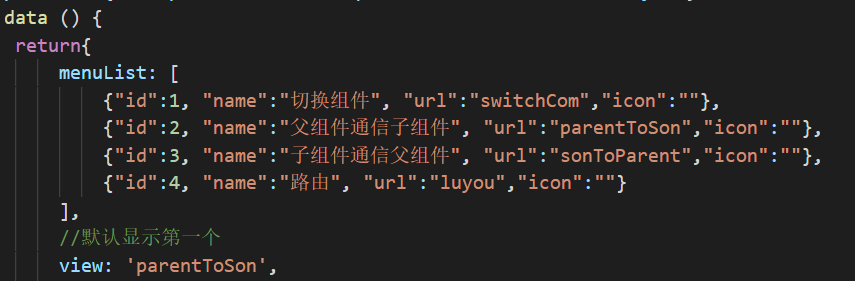 data () {
return{
menuList: [
{"id":1, "name":"切换组件", "url":"switchCom","icon":""},
{"id":2, "name":"父组件通信子组件", "url":"parentToSon","icon":""},
{"id":3, "name":"子组件通信父组件", "url":"sonToParent","icon":""},
{"id":4, "name":"路由", "url":"luyou","icon":""}
],
//默认显示第一个
view: 'parentToSon',